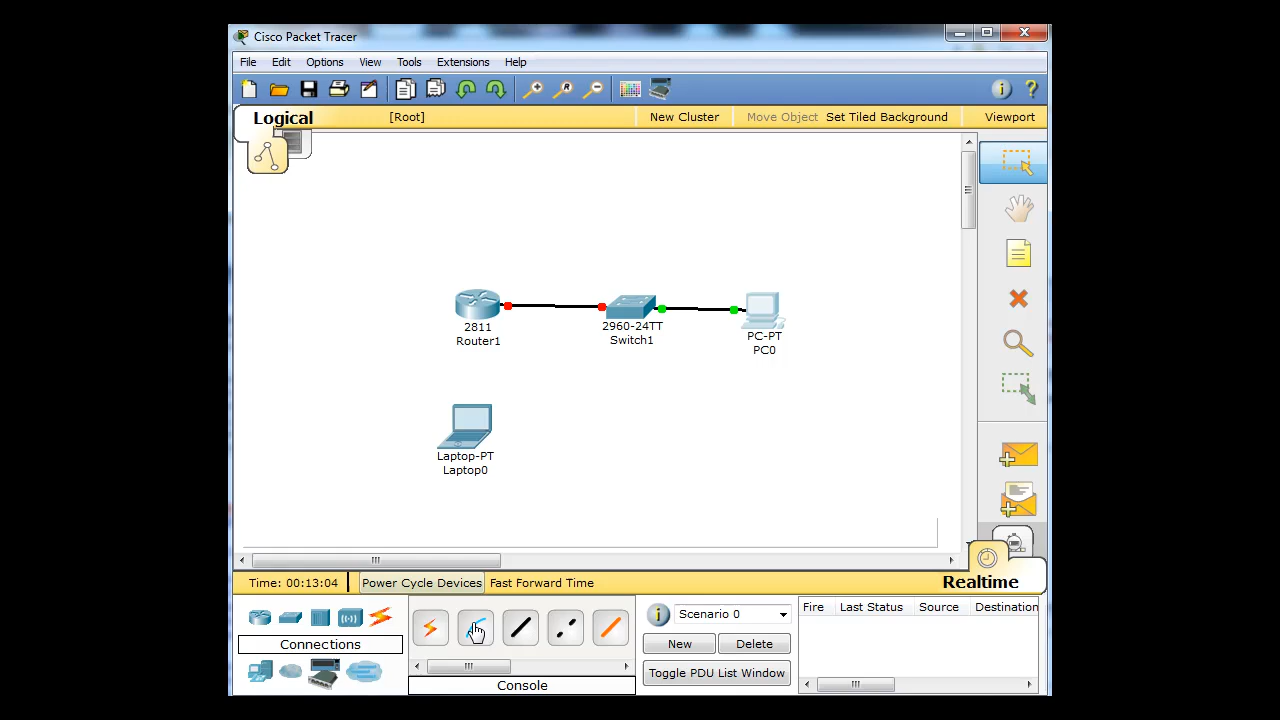 Cisco Packet Tracer
File Edit Options View Tools Extensions Help
Logical [Root] New Cluster Move Object Set Tiled Background Viewport
2811
Router1
2960-24TT
Switch1
PC-PT
PC0
Laptop-PT
Laptop0
Time: 00:13:04 Power Cycle Devices Fast Forward Time Realtime
Scenario 0 Fire Last Status Source Destination
Connections New Delete
Toggle PDU List Window
Console